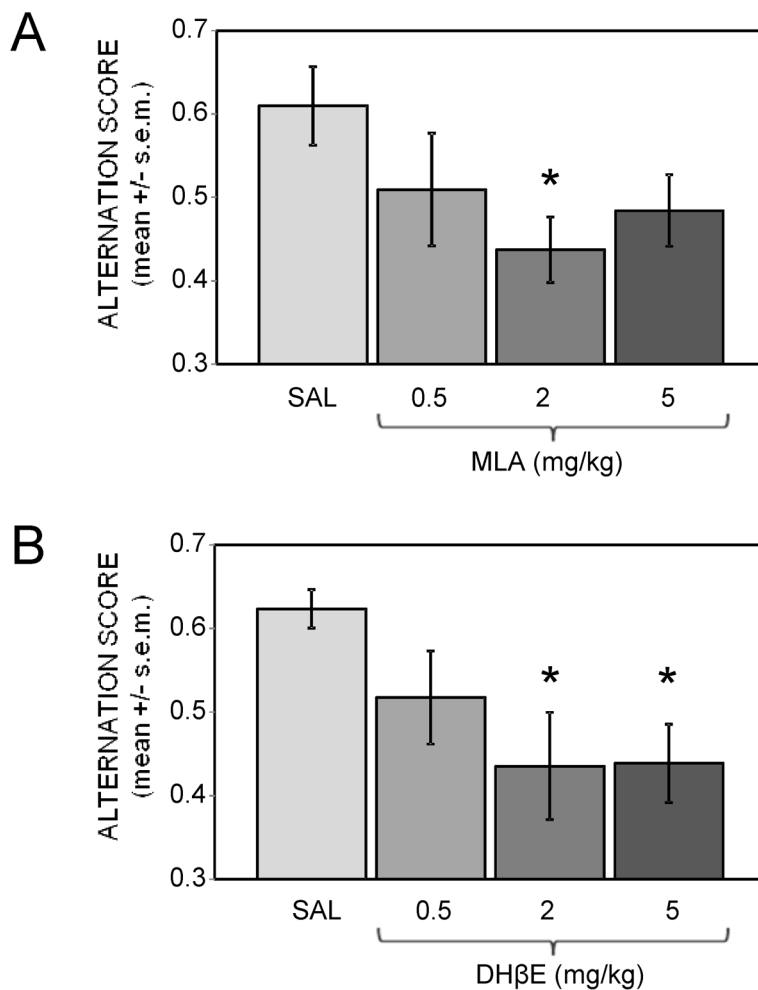 A
ALTERNATION SCORE
(mean +/- s.e.m.)
0.7
0.6
0.5
0.4
0.3
*
SAL 0.5 2 5
MLA (mg/kg)
B
ALTERNATION SCORE
(mean +/- s.e.m.)
0.7
0.6
0.5
0.4
0.3
* *
SAL 0.5 2 5
DHβE (mg/kg)